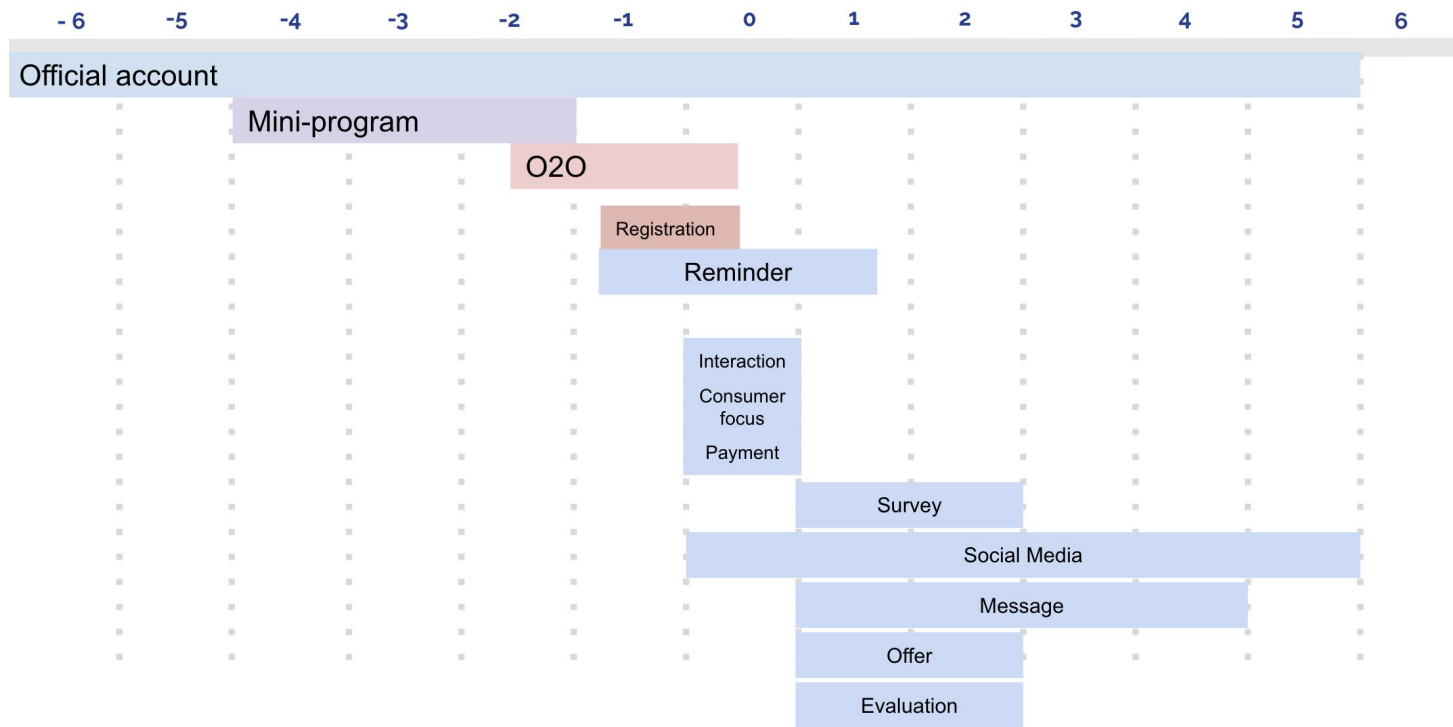 - 6 -5 -4 -3 -2 -1 0 1 2 3 4 5 6
Official account
Mini-program
O2O
Registration
Reminder
Interaction
Consumer
focus
Payment
Survey
Social Media
Message
Offer
Evaluation